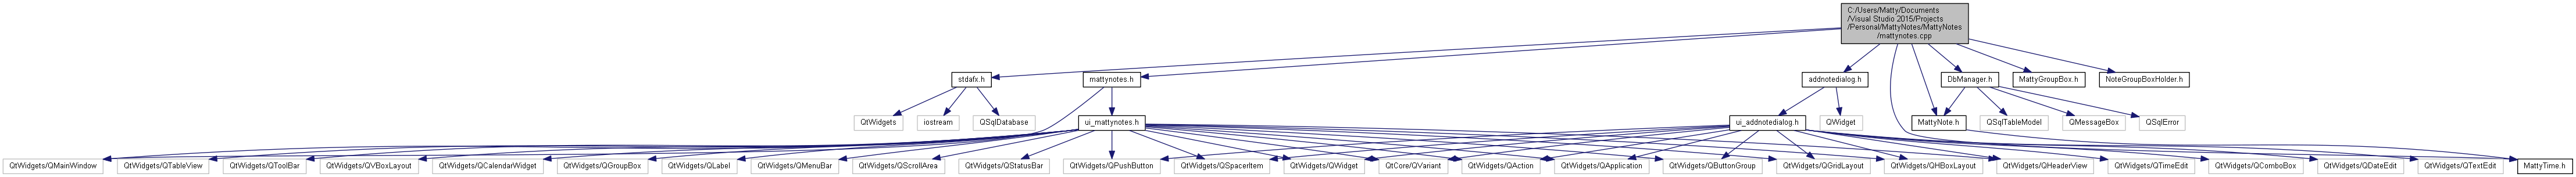 C:/Users/Matty/Documents
/Visual Studio 2015/Projects
/Personal/MattyNotes/MattyNotes
/mattynotes.cpp
stdafx.h
mattynotes.h
addnotedialog.h
DbManager.h
MattyGroupBox.h
NoteGroupBoxHolder.h
QtWidgets
iostream
QSqlDatabase
ui_mattynotes.h
ui_addnotedialog.h
QWidget
MattyNote.h
QSqlTableModel
QMessageBox
QSqlError
QtWidgets/QMainWindow
QtWidgets/QTableView
QtWidgets/QToolBar
QtWidgets/QVBoxLayout
QtWidgets/QCalendarWidget
QtWidgets/QGroupBox
QtWidgets/QLabel
QtWidgets/QMenuBar
QtWidgets/QScrollArea
QtWidgets/QStatusBar
QtWidgets/QPushButton
QtWidgets/QSpacerItem
QtWidgets/QWidget
QtCore/QVariant
QtWidgets/QAction
QtWidgets/QApplication
QtWidgets/QButtonGroup
QtWidgets/QGridLayout
QtWidgets/QHBoxLayout
QtWidgets/QHeaderView
QtWidgets/QTimeEdit
QtWidgets/QComboBox
QtWidgets/QDateEdit
QtWidgets/QTextEdit
MattyTime.h